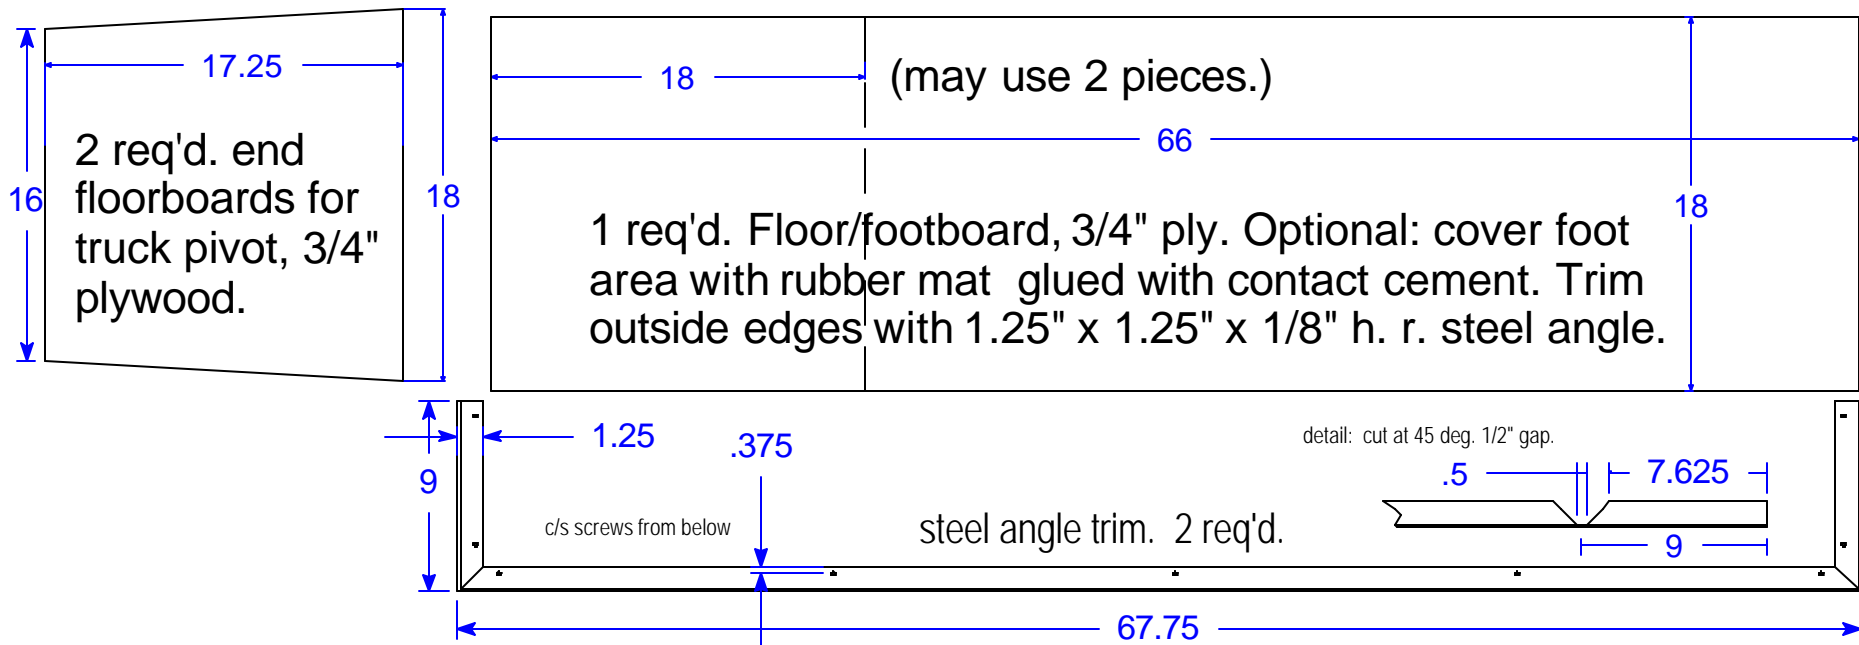 17.25
16
18
2 req'd. end
floorboards for
truck pivot, 3/4"
plywood.
18
(may use 2 pieces.)
66
18
1 req'd. Floor/footboard, 3/4" ply. Optional: cover foot
area with rubber mat glued with contact cement. Trim
outside edges with 1.25" x 1.25" x 1/8" h. r. steel angle.
1.25
.375
9
detail: cut at 45 deg. 1/2" gap.
.5
7.625
9
c/s screws from below
steel angle trim. 2 req'd.
67.75